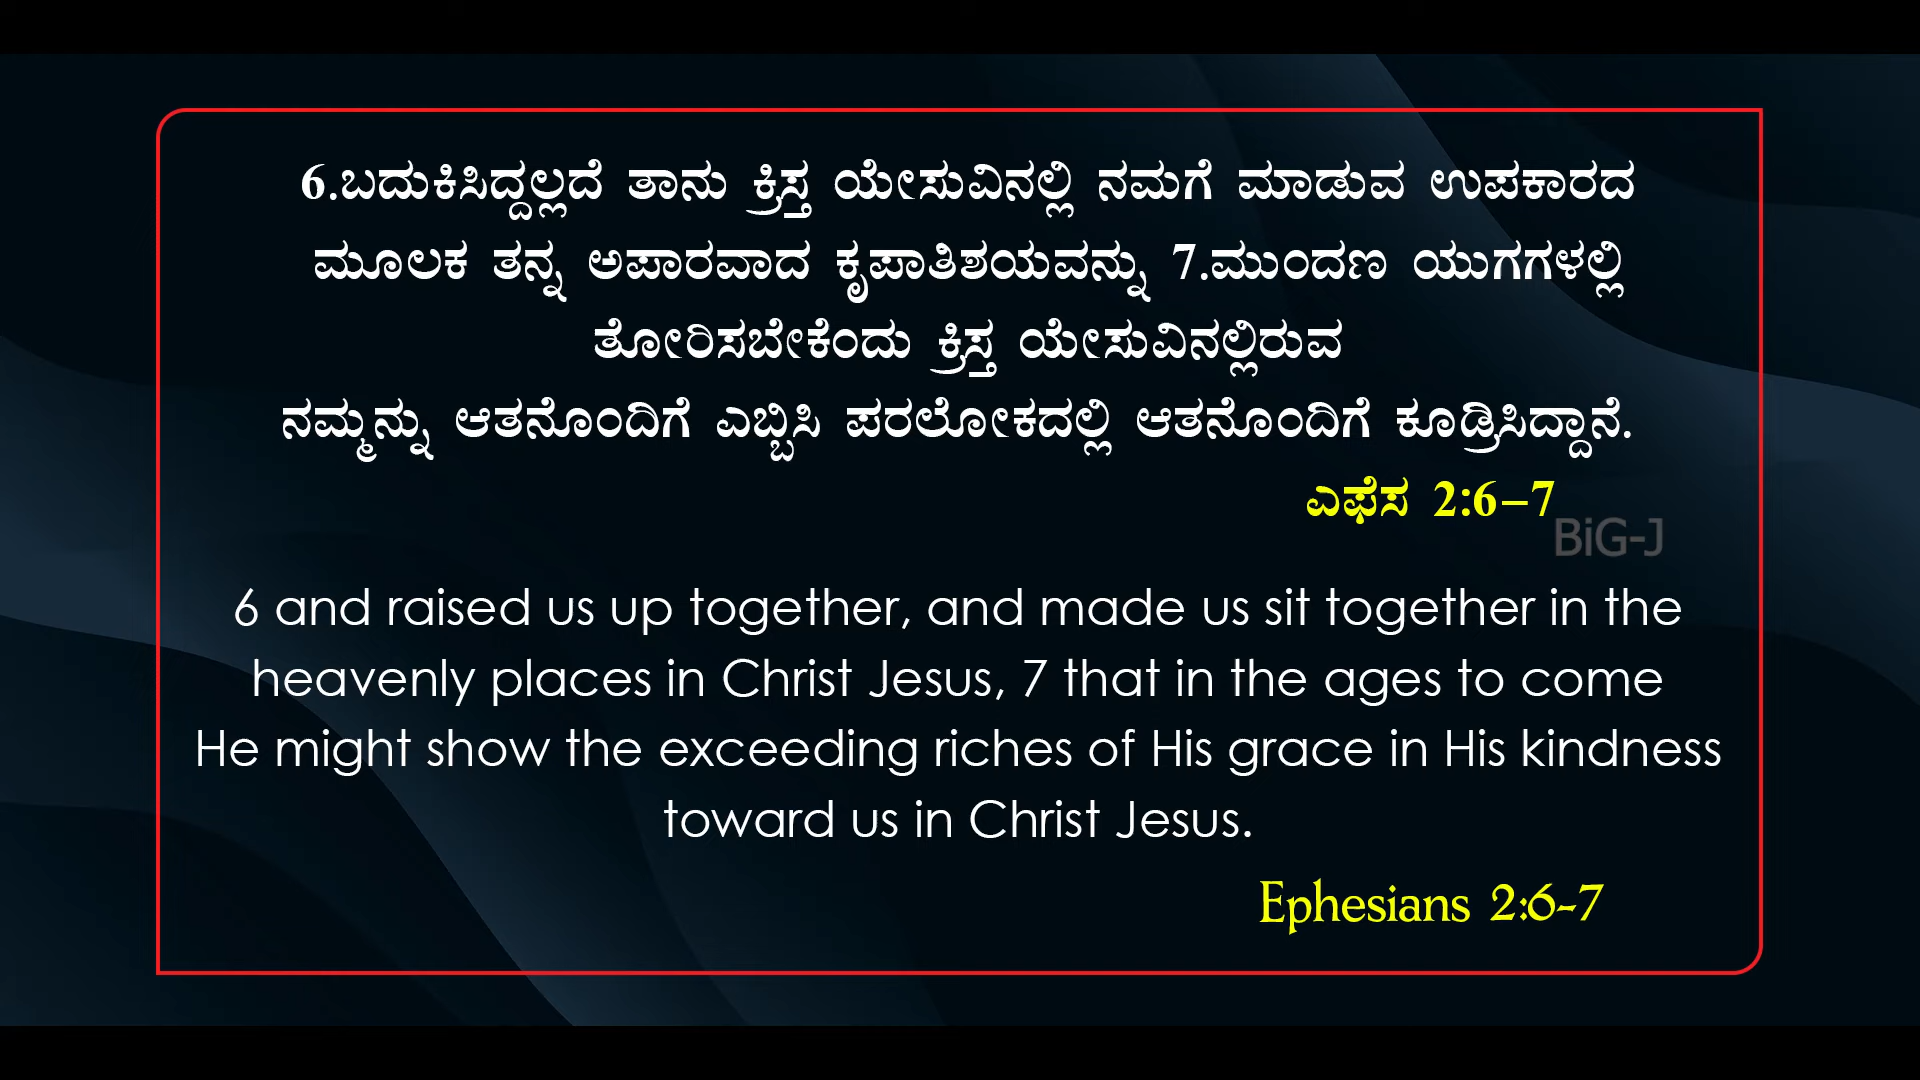 6.ಬದುಕಿಸಿದ್ದಲ್ಲದೆ ತಾನು ಕ್ರಿಸ್ತ ಯೇಸುವಿನಲ್ಲಿ ನಮಗೆ ಮಾಡುವ ಉಪಕಾರದ
ಮೂಲಕ ತನ್ನ ಅಪಾರವಾದ ಕೃಪಾತಿಶಯವನ್ನು 7.ಮುಂದಣ ಯುಗಗಳಲ್ಲಿ
ತೋರಿಸಬೇಕೆಂದು ಕ್ರಿಸ್ತ ಯೇಸುವಿನಲ್ಲಿರುವ
ನಮ್ಮನ್ನು ಆತನೊಂದಿಗೆ ಎಬ್ಬಿಸಿ ಪರಲೋಕದಲ್ಲಿ ಆತನೊಂದಿಗೆ ಕೂಡ್ರಿಸಿದ್ದಾನೆ.
ಎಫೆಸ 2:6-7
BiG-J
6 and raised us up together, and made us sit together in the
heavenly places in Christ Jesus, 7 that in the ages to come
He might show the exceeding riches of His grace in His kindness
toward us in Christ Jesus.
Ephesians 2:6-7